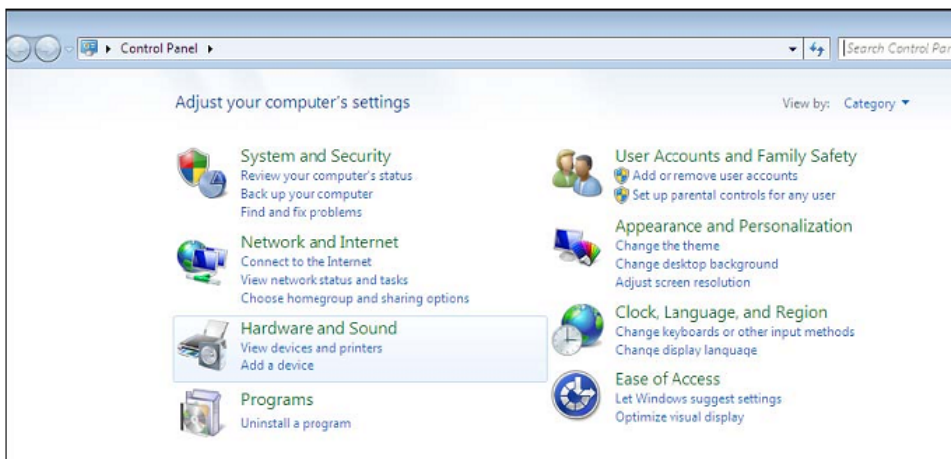 Control Panel
Search Control Par
Adjust your computer's settings
View by: Category
System and Security
Review your computer's status
Back up your computer
Find and fix problems
Network and Internet
Connect to the Internet
View network status and tasks
Choose homegroup and sharing options
Hardware and Sound
View devices and printers
Add a device
Programs
Uninstall a program
User Accounts and Family Safety
Add or remove user accounts
Set up parental controls for any user
Appearance and Personalization
Change the theme
Change desktop background
Adjust screen resolution
Clock, Language, and Region
Change keyboards or other input methods
Change display language
Ease of Access
Let Windows suggest settings
Optimize visual display